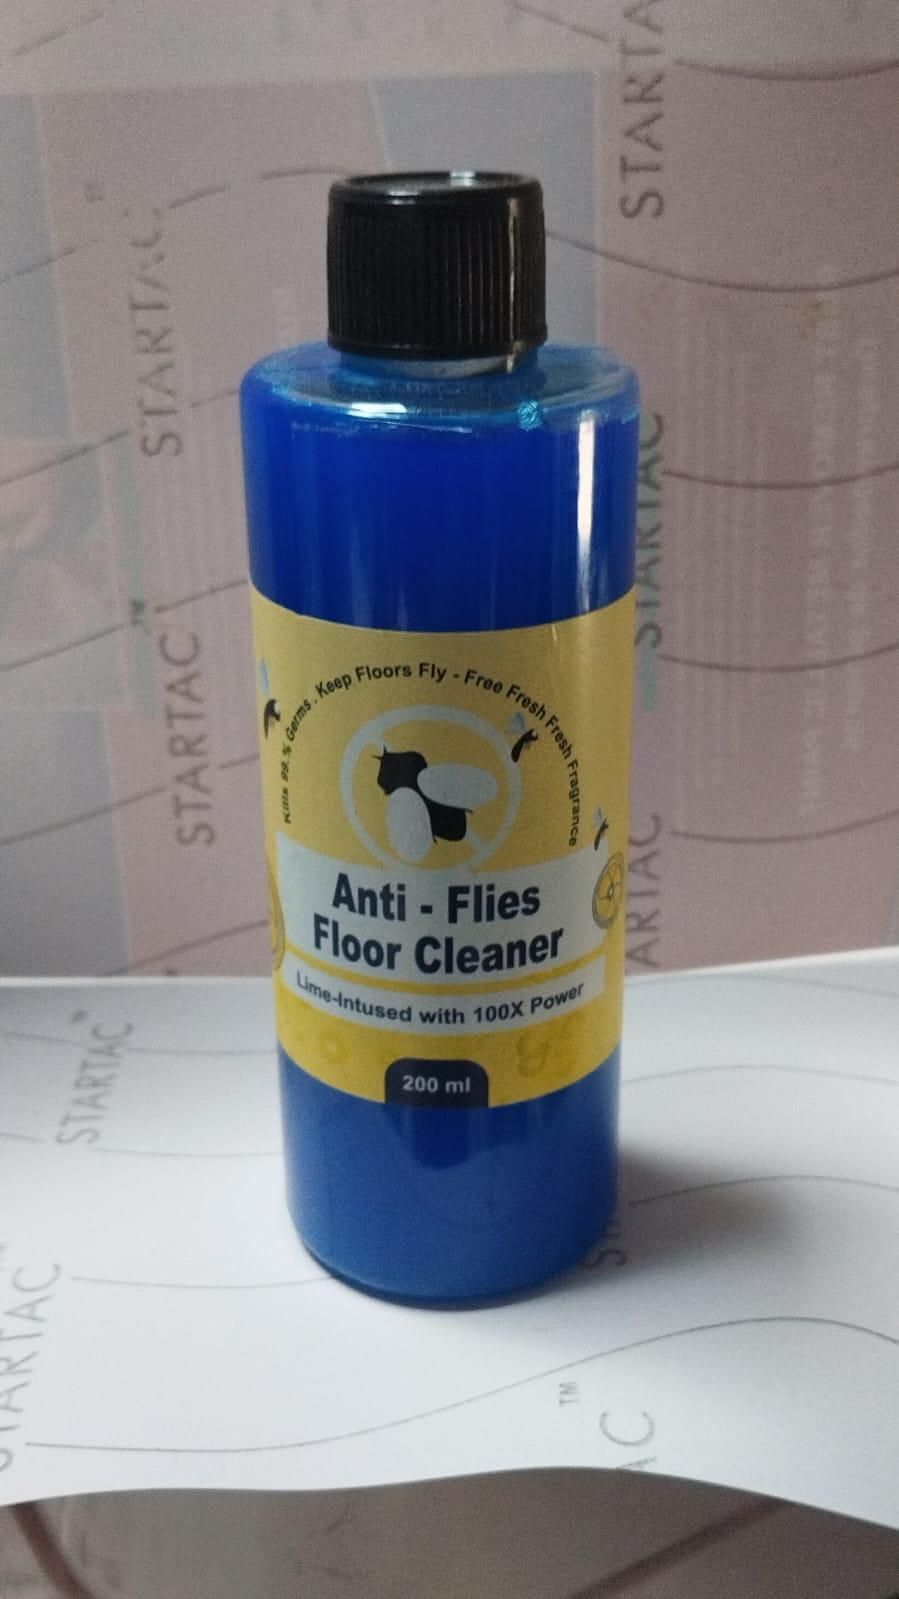 Kills 99.% Germs . Keep Floors Fly - Free Fresh Fresh Fragrance
Anti - Flies
Floor Cleaner
Lime-Intused with 100X Power
200 ml
STARTAC
STARTAC
STARTAC
STARTAC
STARTAC™